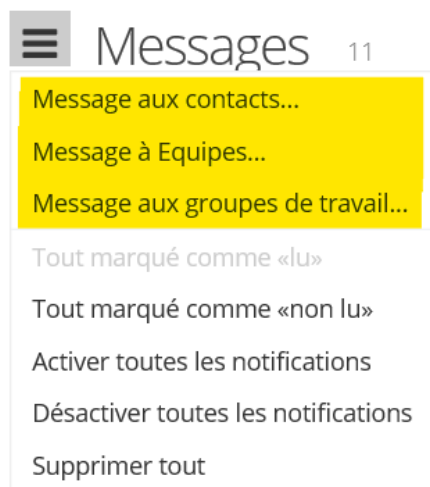 Messages 11
Message aux contacts...
Message à Equipes...
Message aux groupes de travail...
Tout marqué comme «lu»
Tout marqué comme «non lu»
Activer toutes les notifications
Désactiver toutes les notifications
Supprimer tout